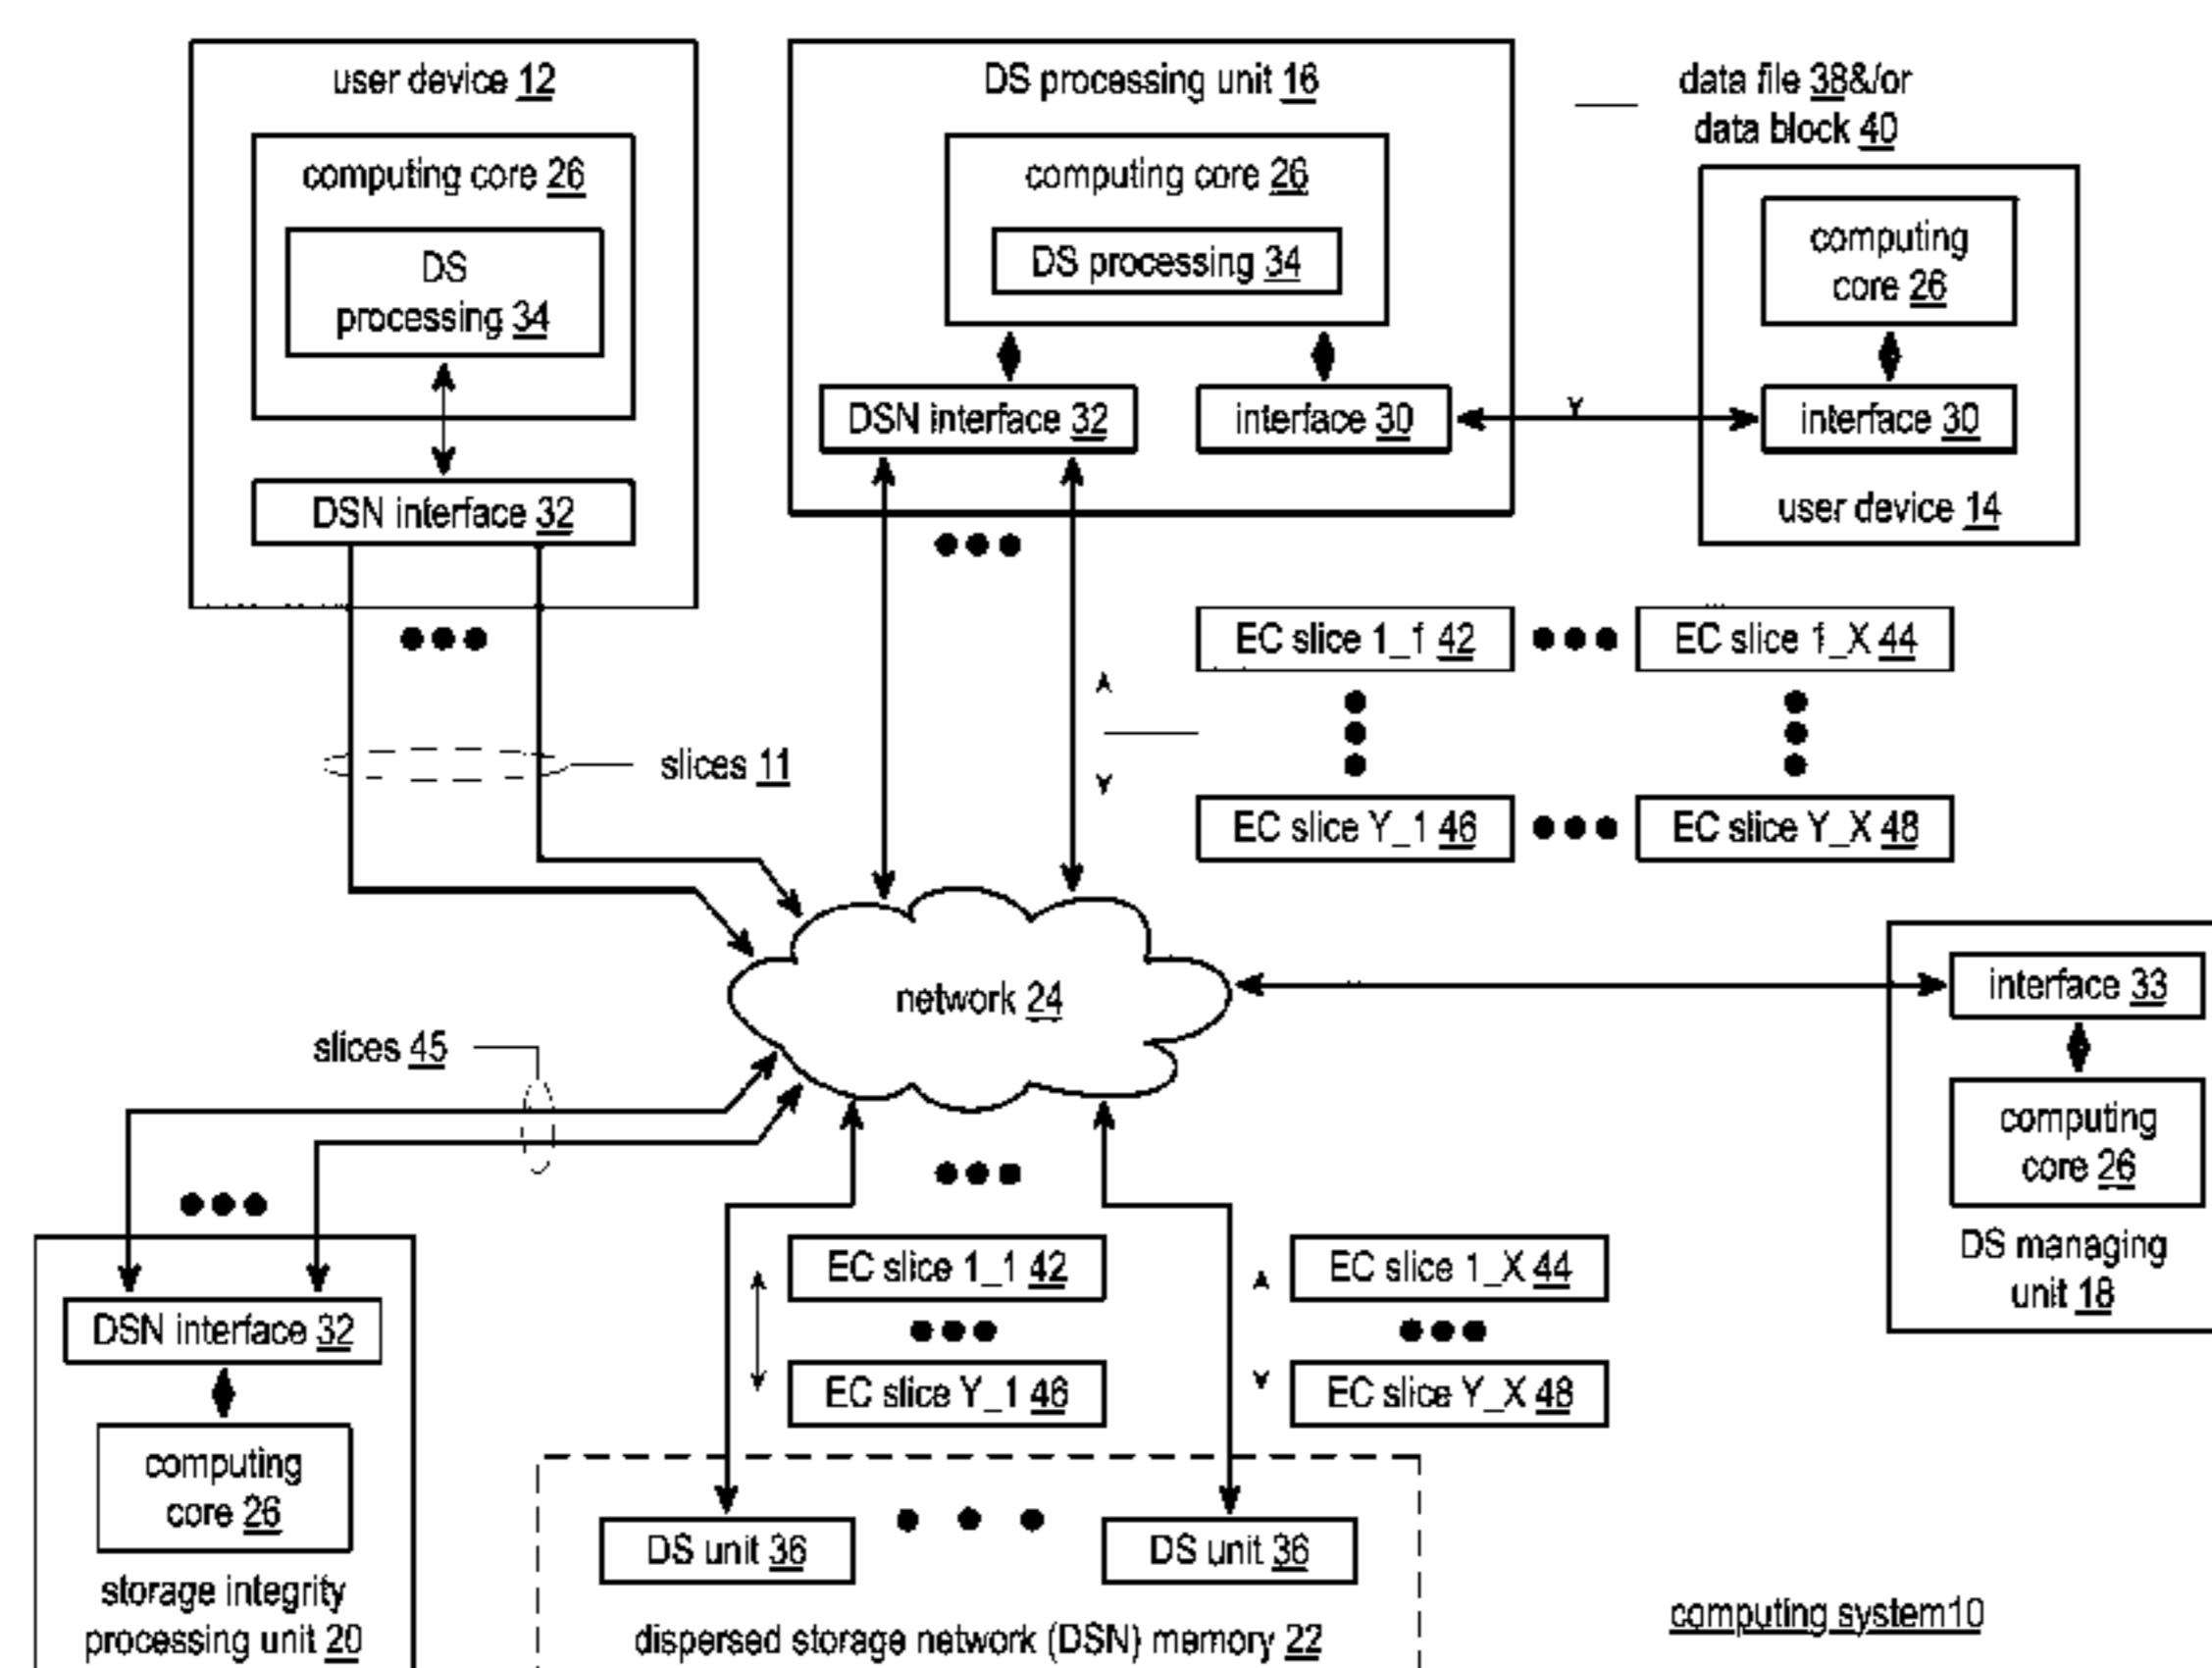 user device 12
computing core 26
DS
processing 34
DSN interface 32
DS processing unit 16
computing core 26
DS processing 34
DSN interface 32
interface 30
data file 38&/or
data block 40
computing
core 26
interface 30
user device 14
EC slice 1_f 42
EC slice f_X 44
EC slice Y_1 46
EC slice Y_X 48
slices 11
network 24
interface 33
computing
core 26
DS managing
unit 18
slices 45
DSN interface 32
computing
core 26
storage integrity
processing unit 20
EC slice 1_1 42
EC slice 1_X 44
EC slice Y_1 46
EC slice Y_X 48
DS unit 36
DS unit 36
dispersed storage network (DSN) memory 22
computing system10